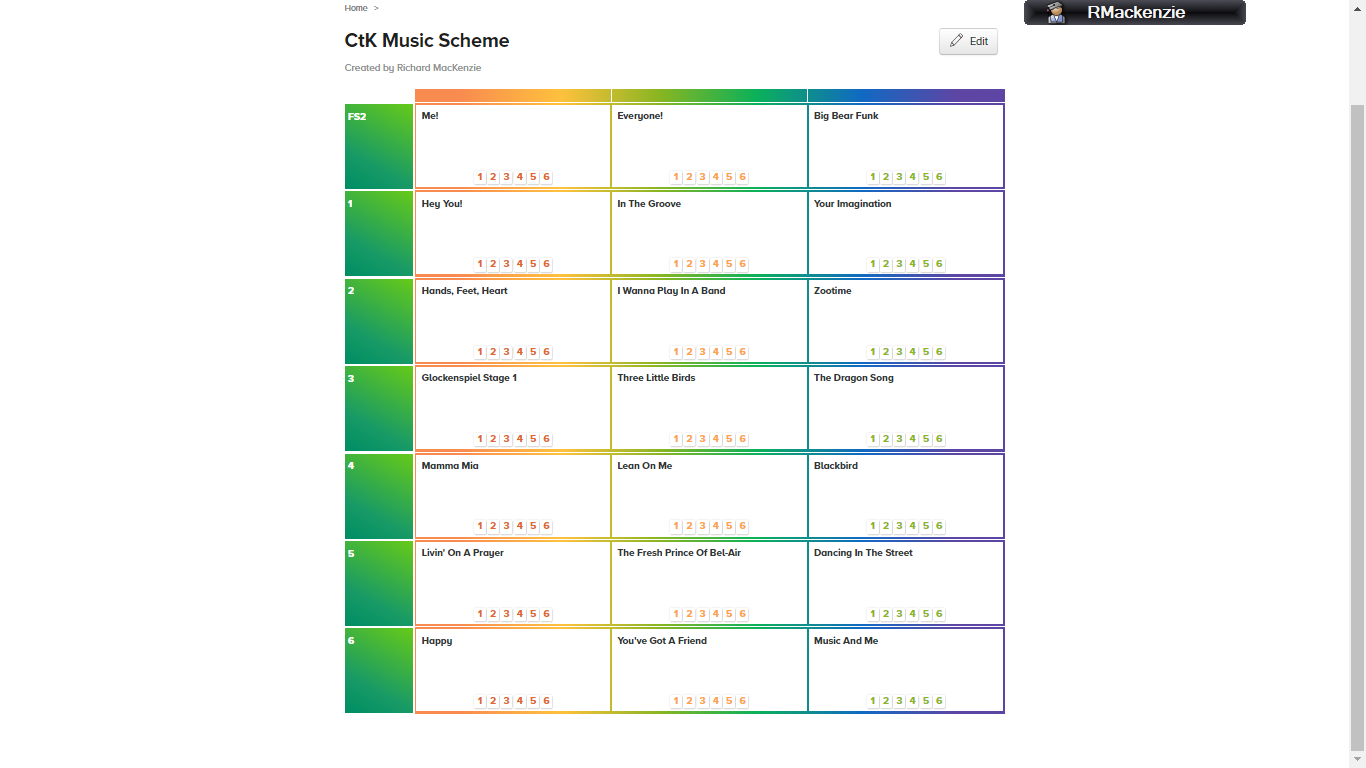 Home >
RMackenzie
CtK Music Scheme
Edit
Created by Richard MacKenzie
FS2
Me!
Everyone!
Big Bear Funk
1 2 3 4 5 6
1 2 3 4 5 6
1 2 3 4 5 6
1
Hey You!
In The Groove
Your Imagination
1 2 3 4 5 6
1 2 3 4 5 6
1 2 3 4 5 6
2
Hands, Feet, Heart
I Wanna Play In A Band
Zootime
1 2 3 4 5 6
1 2 3 4 5 6
1 2 3 4 5 6
3
Glockenspiel Stage 1
Three Little Birds
The Dragon Song
1 2 3 4 5 6
1 2 3 4 5 6
1 2 3 4 5 6
4
Mamma Mia
Lean On Me
Blackbird
1 2 3 4 5 6
1 2 3 4 5 6
1 2 3 4 5 6
5
Livin' On A Prayer
The Fresh Prince Of Bel-Air
Dancing In The Street
1 2 3 4 5 6
1 2 3 4 5 6
1 2 3 4 5 6
6
Happy
You've Got A Friend
Music And Me
1 2 3 4 5 6
1 2 3 4 5 6
1 2 3 4 5 6